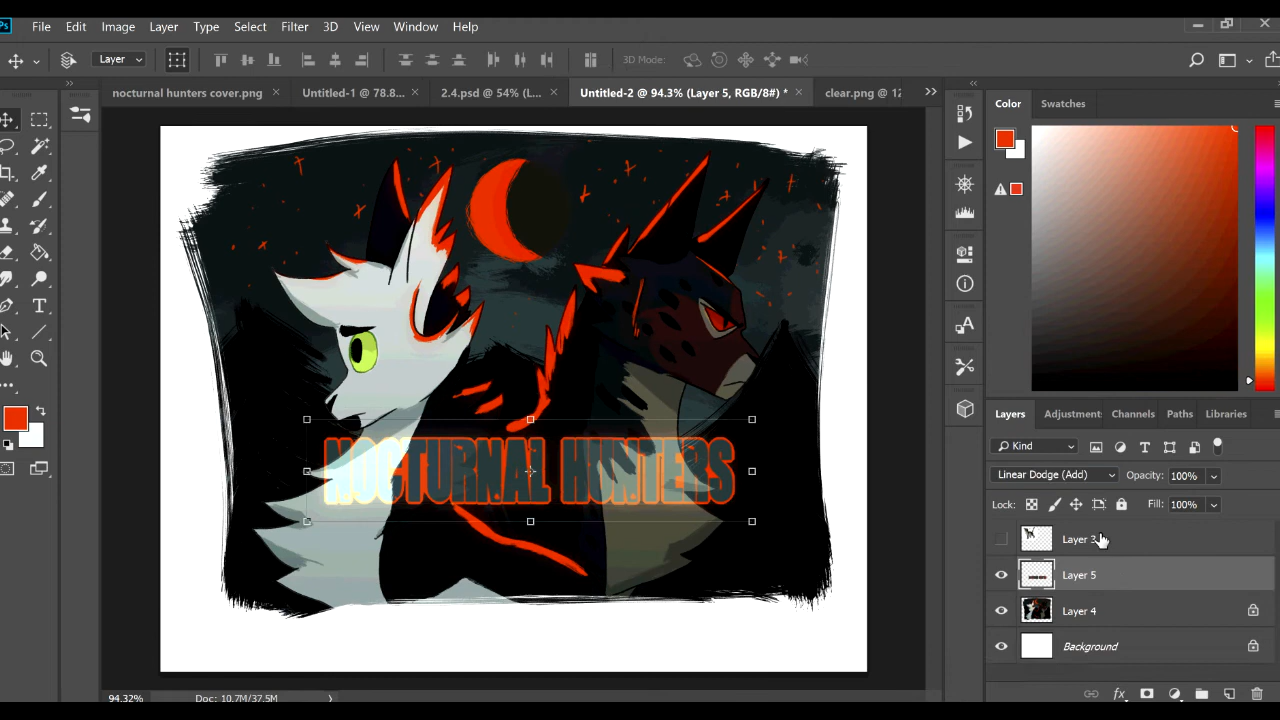 Ps File Edit Image Layer Type Select Filter 3D View Window Help
Layer 3D Mode:
nocturnal hunters cover.png × Untitled-1 @ 78.8... × 2.4.psd @ 54% (L... × Untitled-2 @ 94.3% (Layer 5, RGB/8#) * × clear.png @ 12
Color Swatches
NOCTURNAL HUNTERS
Layers Adjustment: Channels Paths Libraries
Kind
Linear Dodge (Add) Opacity: 100%
Lock: Fill: 100%
Layer 3
Layer 5
Layer 4
Background
94.32% Doc: 10.7M/37.5M
fx